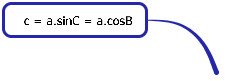 c = a.sinC = a.cosB